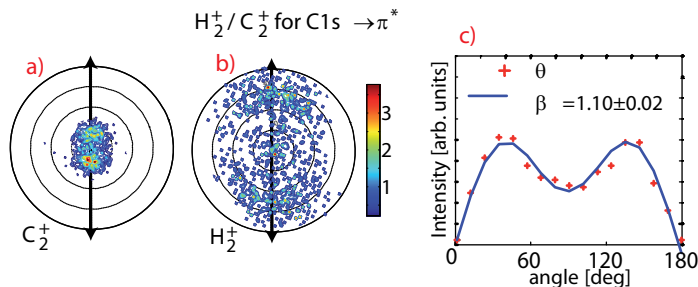 H₂⁺ / C₂⁺ for C1s →π*
a)
b)
c)
C₂⁺
H₂⁺
3
2
1
+ θ
β =1.10±0.02
Intensity [arb. units]
0 60 120 180
angle [deg]